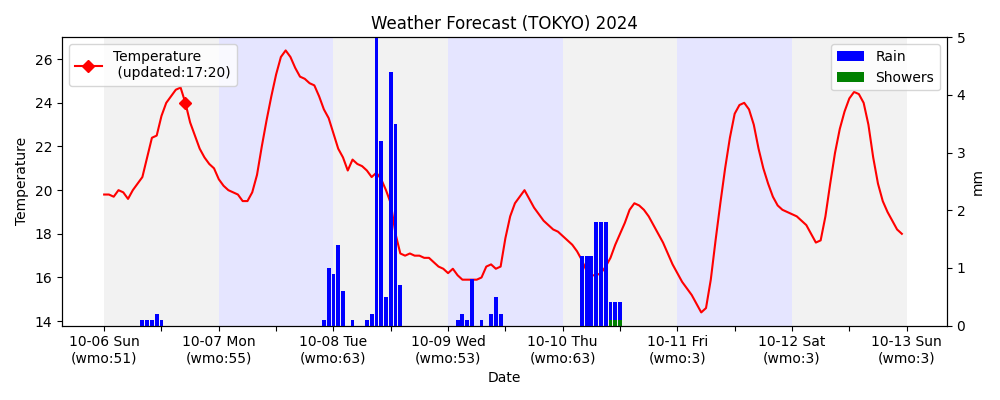 Weather Forecast (TOKYO) 2024
Temperature
(updated:17:20)
Rain
Showers
Temperature
26
24
22
20
18
16
14
5
4
3
2
1
0
mm
10-06 Sun
(wmo:51)
10-07 Mon
(wmo:55)
10-08 Tue
(wmo:63)
10-09 Wed
(wmo:53)
10-10 Thu
(wmo:63)
10-11 Fri
(wmo:3)
10-12 Sat
(wmo:3)
10-13 Sun
(wmo:3)
Date